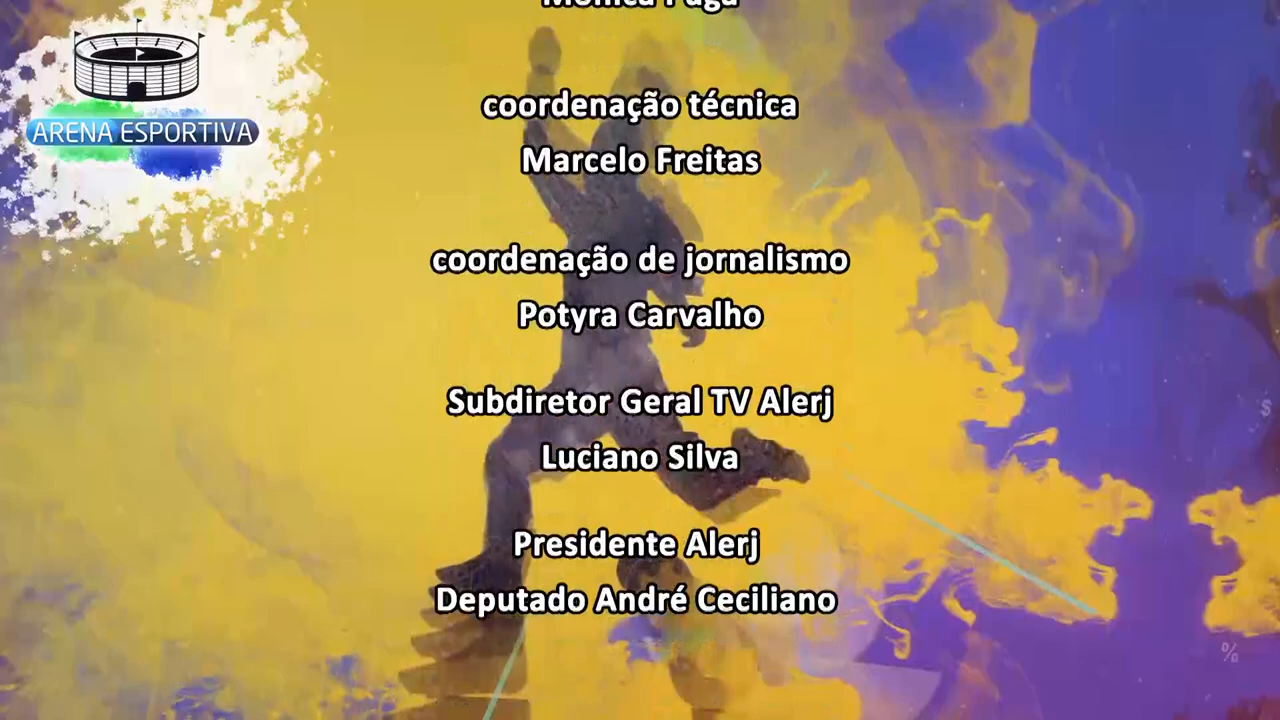 ARENA ESPORTIVA
coordenação técnica
Marcelo Freitas
coordenação de jornalismo
Potyra Carvalho
Subdiretor Geral TV Alerj
Luciano Silva
Presidente Alerj
Deputado André Ceciliano
$
%